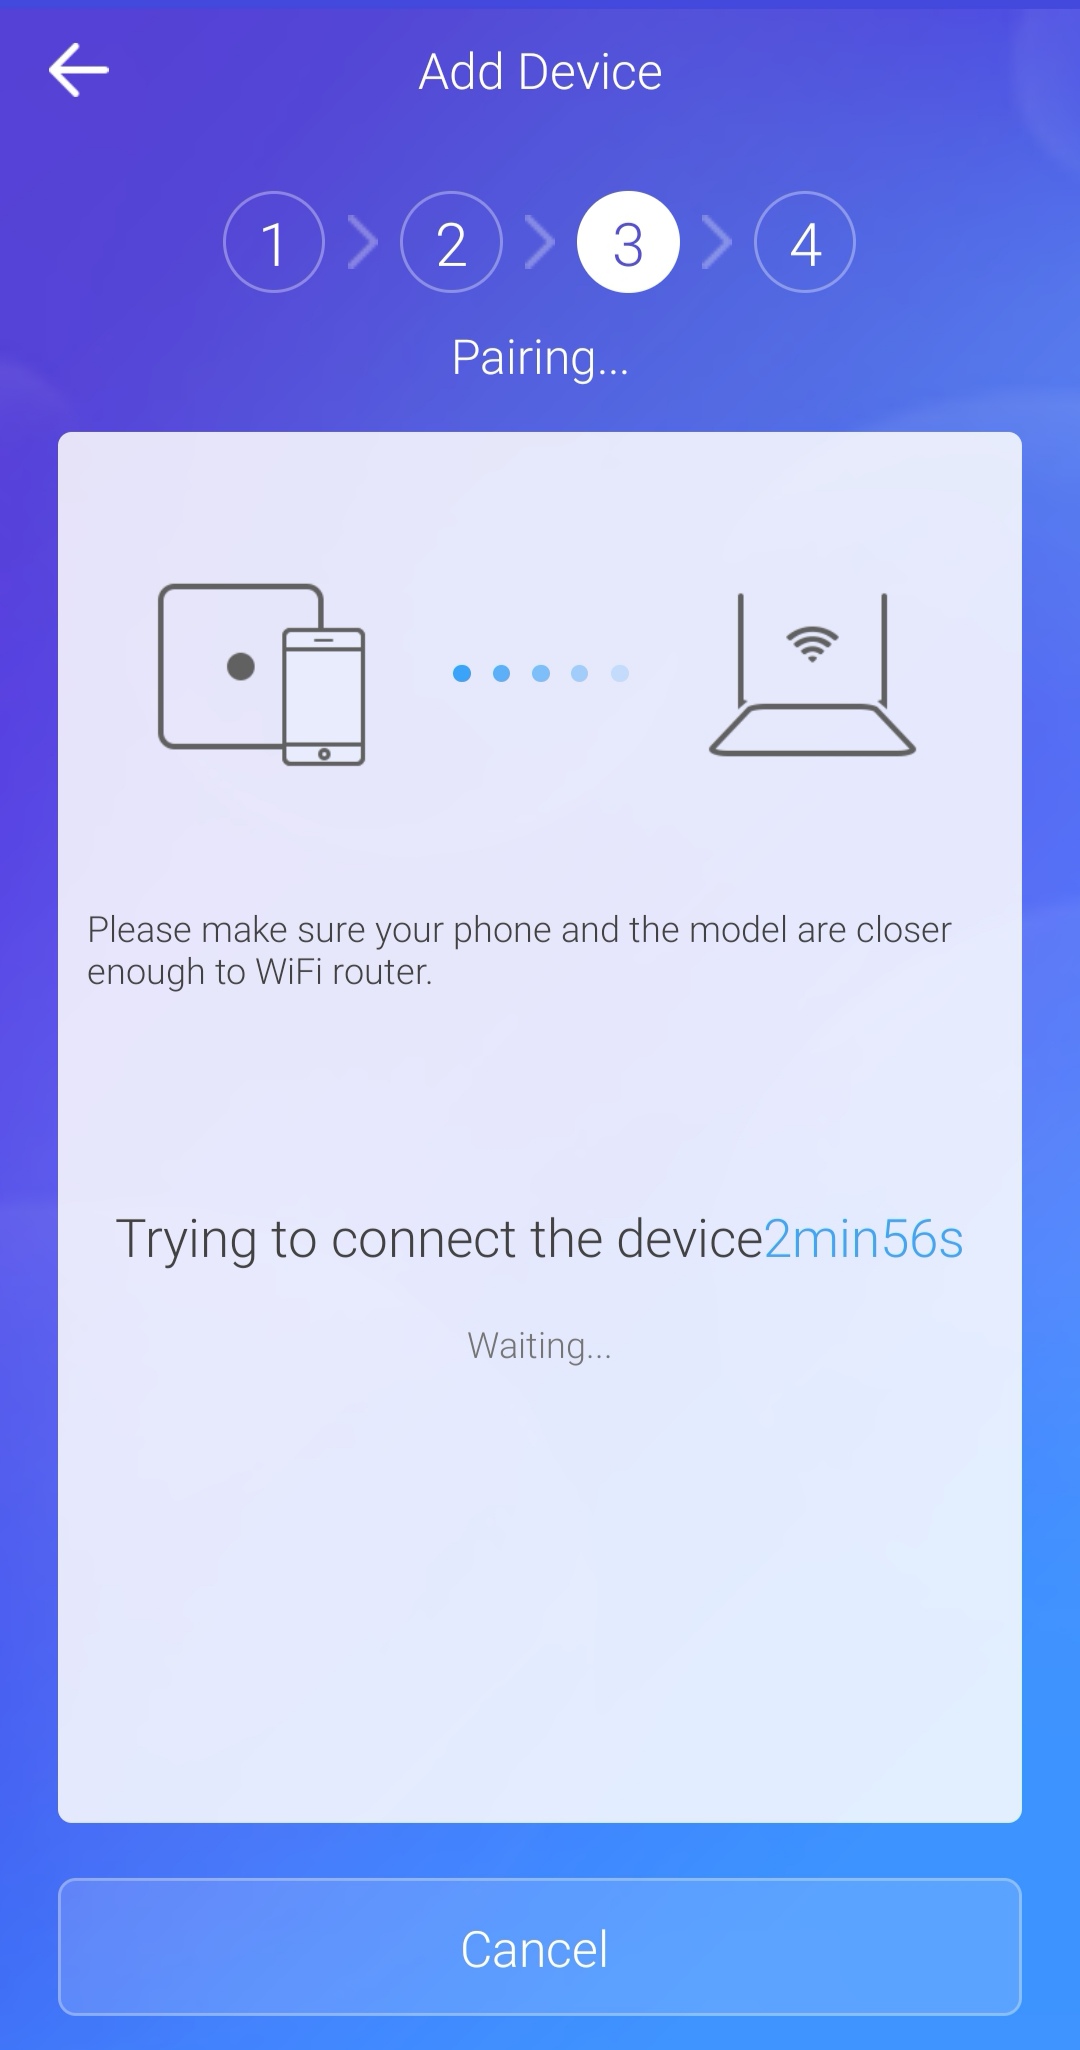 Add Device
1
2
3
4
Pairing...
Please make sure your phone and the model are closer
enough to WiFi router.
Trying to connect the device2min56s
Waiting...
Cancel